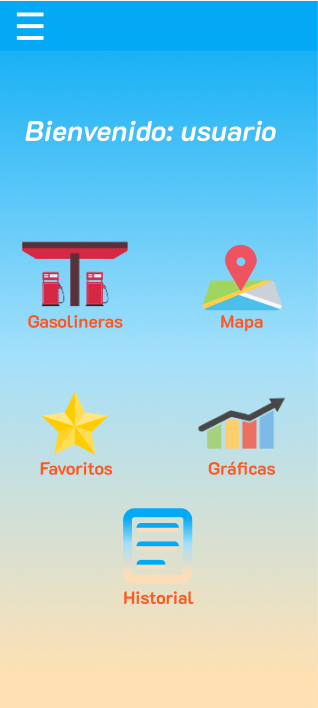 Bienvenido: usuario
Gasolineras
Mapa
Favoritos
Gráficas
Historial